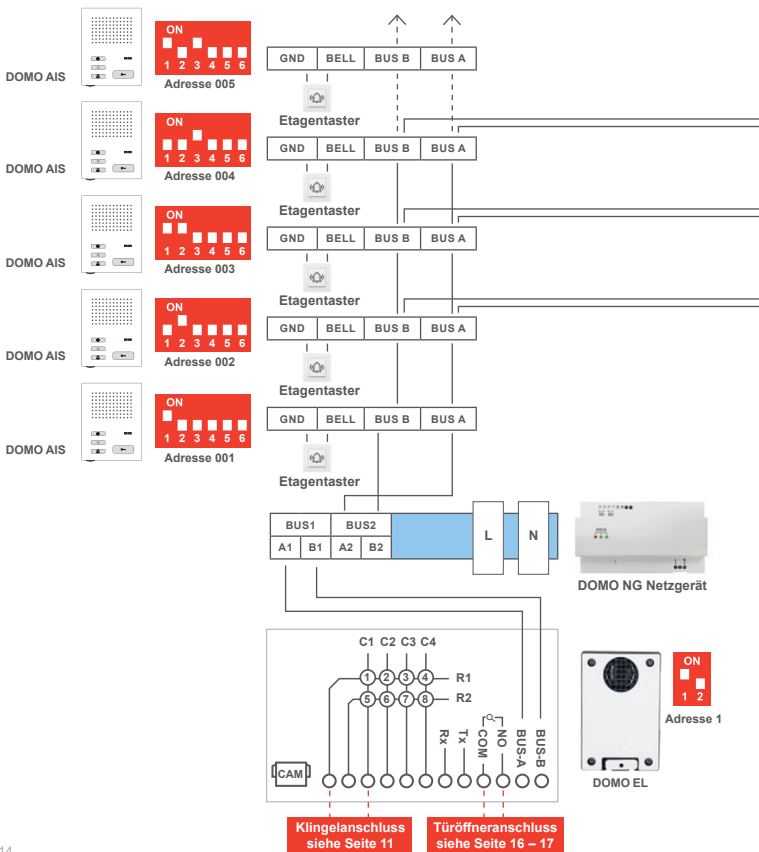 ON
1 2 3 4 5 6
DOMO AIS
Adresse 005
GND BELL BUS B BUS A
Etagentaster
ON
1 2 3 4 5 6
DOMO AIS
Adresse 004
GND BELL BUS B BUS A
Etagentaster
ON
1 2 3 4 5 6
DOMO AIS
Adresse 003
GND BELL BUS B BUS A
Etagentaster
ON
1 2 3 4 5 6
DOMO AIS
Adresse 002
GND BELL BUS B BUS A
Etagentaster
ON
1 2 3 4 5 6
DOMO AIS
Adresse 001
GND BELL BUS B BUS A
Etagentaster
BUS1 BUS2
A1 B1 A2 B2
L N
DOMO NG Netzgerät
C1 C2 C3 C4
1 2 3 4 R1
5 6 7 8 R2
Rx Tx COM NO BUS-A BUS-B
CAM
ON
1 2
Adresse 1
DOMO EL
Klingelanschluss
siehe Seite 11
Türöffneranschluss
siehe Seite 16 – 17
14